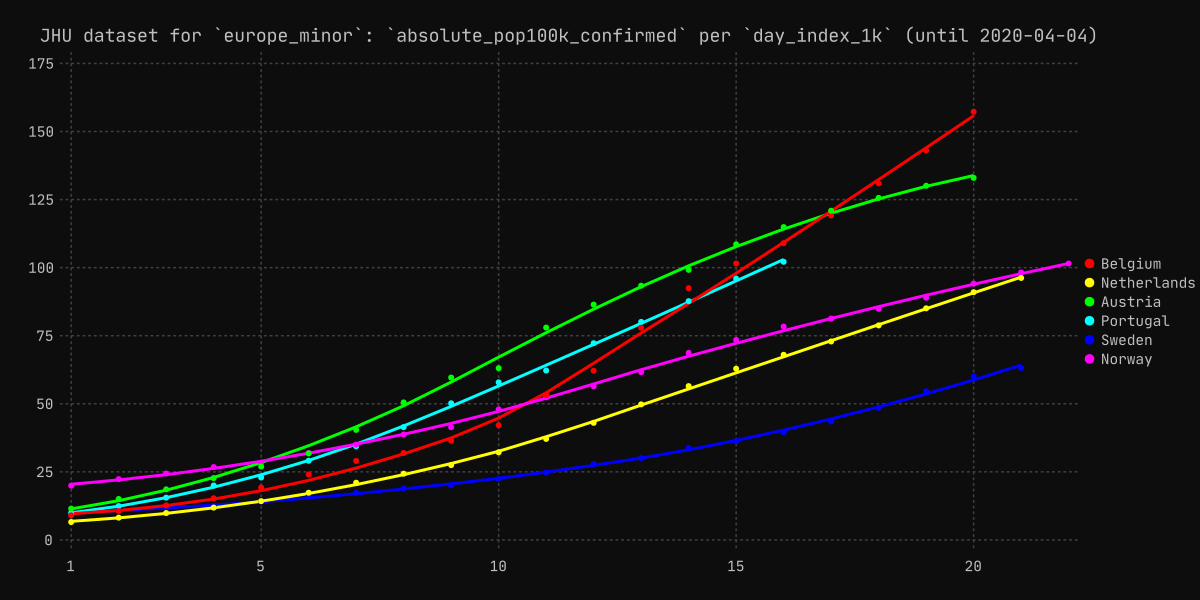 JHU dataset for `europe_minor`: `absolute_pop100k_confirmed` per `day_index_1k` (until 2020-04-04)
175
150
125
100
75
50
25
0
1 5 10 15 20
Belgium
Netherlands
Austria
Portugal
Sweden
Norway